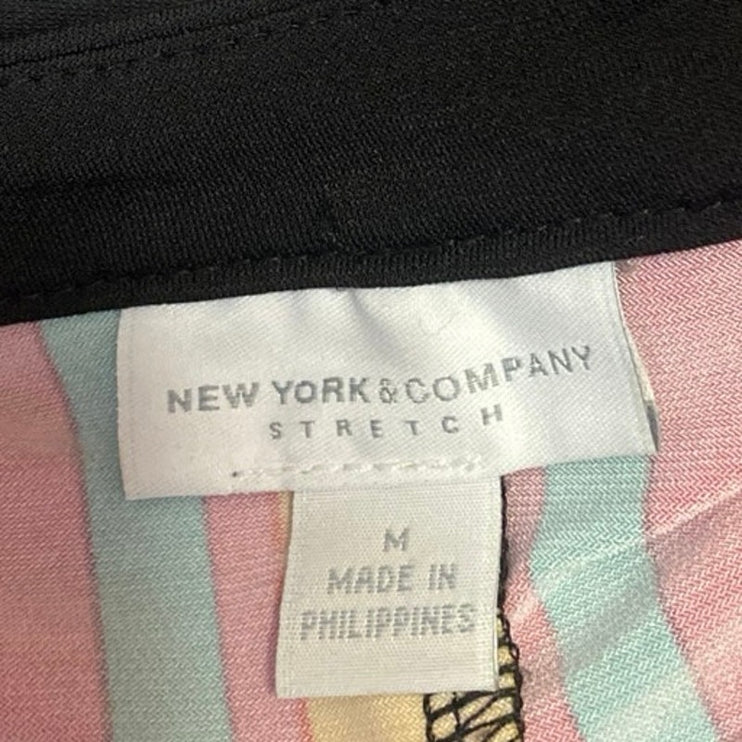 NEW YORK & COMPANY
STRETCH
M
MADE IN
PHILIPPINES